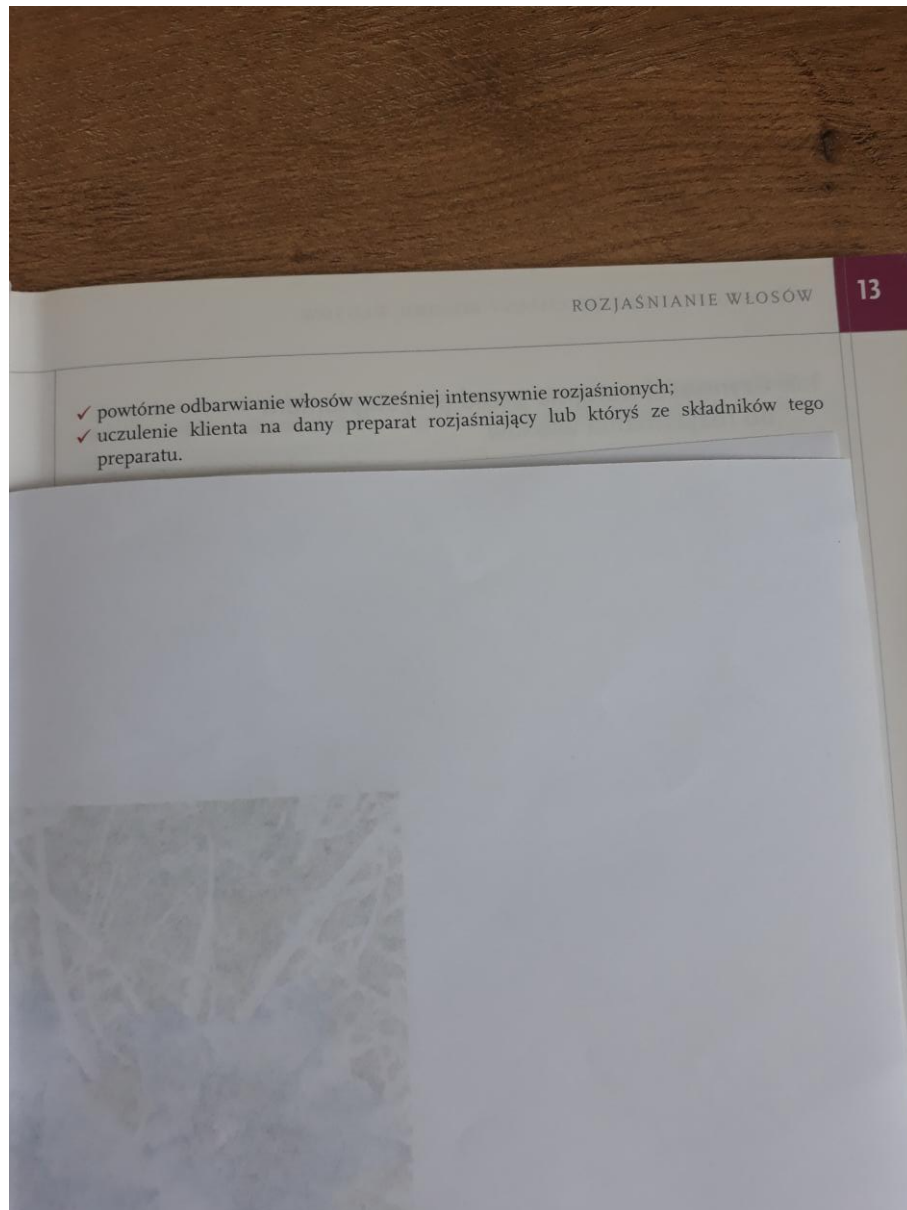 ROZJAŚNIANIE WŁOSÓW
13
✓ powtórne odbarwianie włosów wcześniej intensywnie rozjaśnionych;
✓ uczulenie klienta na dany preparat rozjaśniający lub któryś ze składników tego
preparatu.